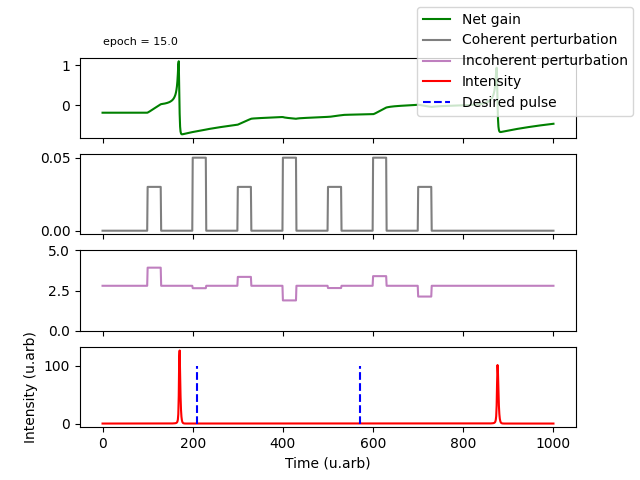 epoch = 15.0
Net gain
Coherent perturbation
Incoherent perturbation
Intensity
Desired pulse
1
0
0.05
0.00
5.0
2.5
0.0
100
0
Intensity (u.arb)
0 200 400 600 800 1000
Time (u.arb)